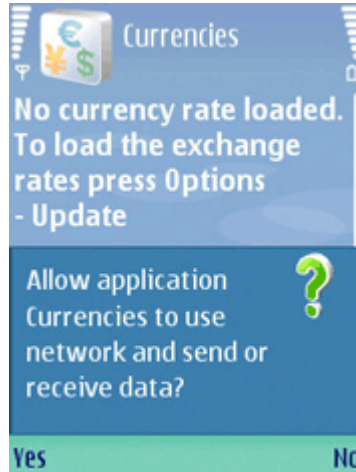 Currencies
No currency rate loaded.
To load the exchange
rates press Options
- Update
Allow application
Currencies to use
network and send or
receive data?
Yes
No